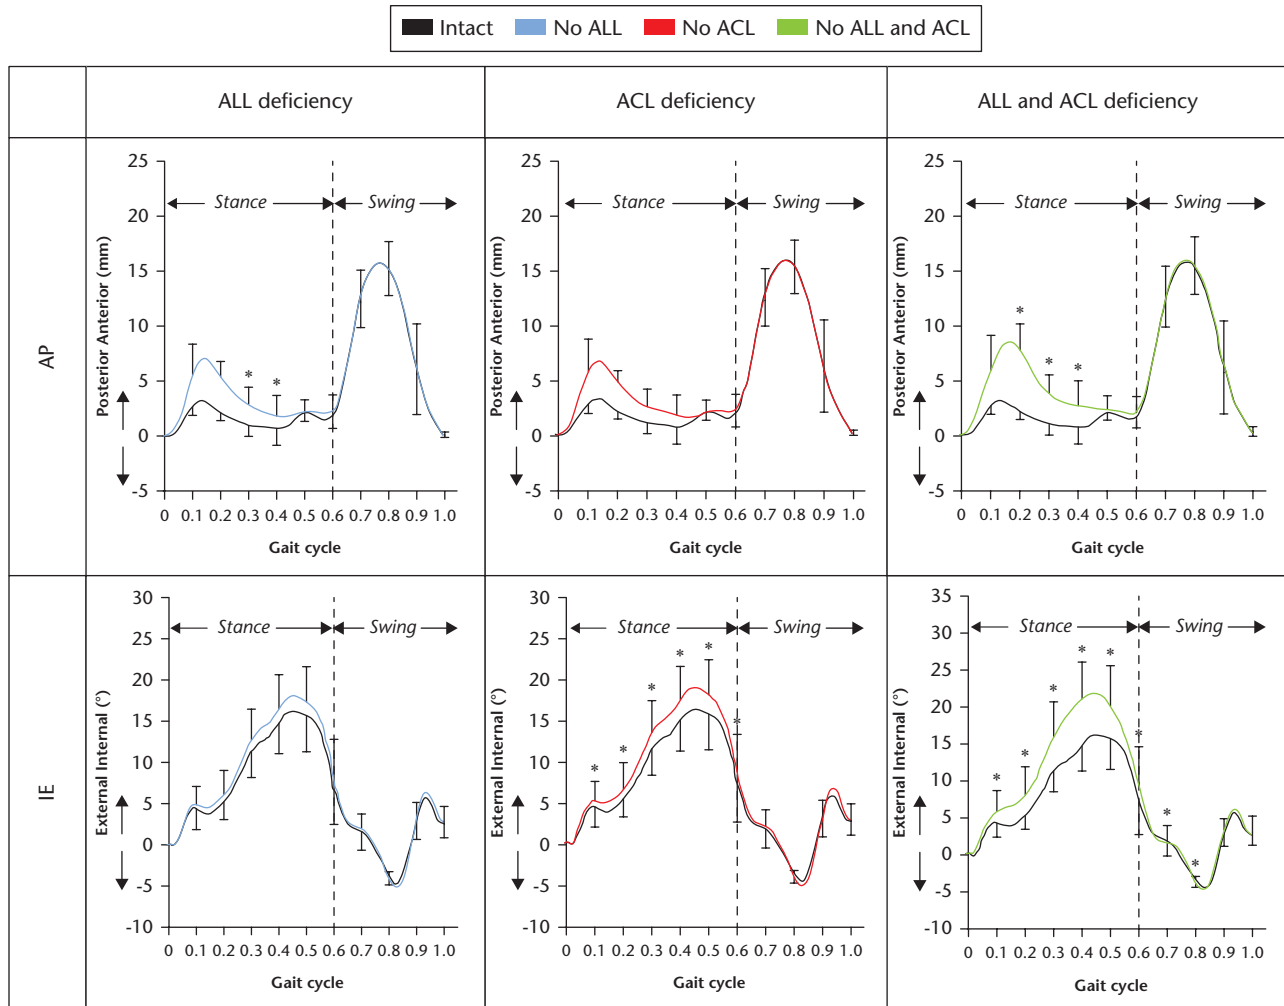 Intact No ALL No ACL No ALL and ACL
ALL deficiency ACL deficiency ALL and ACL deficiency
AP
Posterior Anterior (mm)
25
20
15
10
5
0
-5
Stance Swing
* *
0 0.1 0.2 0.3 0.4 0.5 0.6 0.7 0.8 0.9 1.0
Gait cycle
Posterior Anterior (mm)
25
20
15
10
5
0
-5
Stance Swing
0 0.1 0.2 0.3 0.4 0.5 0.6 0.7 0.8 0.9 1.0
Gait cycle
Posterior Anterior (mm)
25
20
15
10
5
0
-5
Stance Swing
* * *
0 0.1 0.2 0.3 0.4 0.5 0.6 0.7 0.8 0.9 1.0
Gait cycle
IE
External Internal (°)
30
25
20
15
10
5
0
-5
-10
Stance Swing
0 0.1 0.2 0.3 0.4 0.5 0.6 0.7 0.8 0.9 1.0
Gait cycle
External Internal (°)
30
25
20
15
10
5
0
-5
-10
Stance Swing
* * * * * *
0 0.1 0.2 0.3 0.4 0.5 0.6 0.7 0.8 0.9 1.0
Gait cycle
External Internal (°)
35
30
25
20
15
10
5
0
-5
-10
Stance Swing
* * * * * * * *
0 0.1 0.2 0.3 0.4 0.5 0.6 0.7 0.8 0.9 1.0
Gait cycle